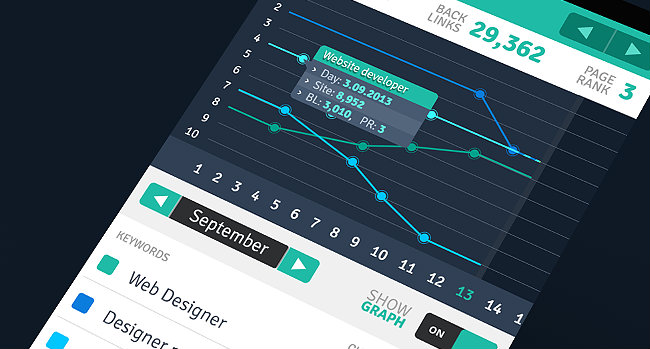 BACK
LINKS
29,362
PAGE
RANK
3
2
3
4
5
6
7
8
9
10
Website developer
› Day: 3.09.2013
› Site: 8,952
› BL: 3,010 PR: 3
1 2 3 4 5 6 7 8 9 10 11 12 13 14
September
KEYWORDS
SHOW
GRAPH
ON
Web Designer
Designer